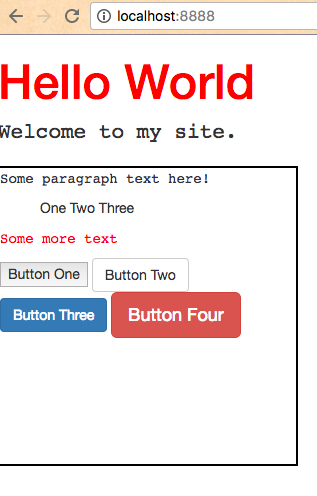 localhost:8888
Hello World
Welcome to my site.
Some paragraph text here!
One Two Three
Some more text
Button One Button Two
Button Three Button Four